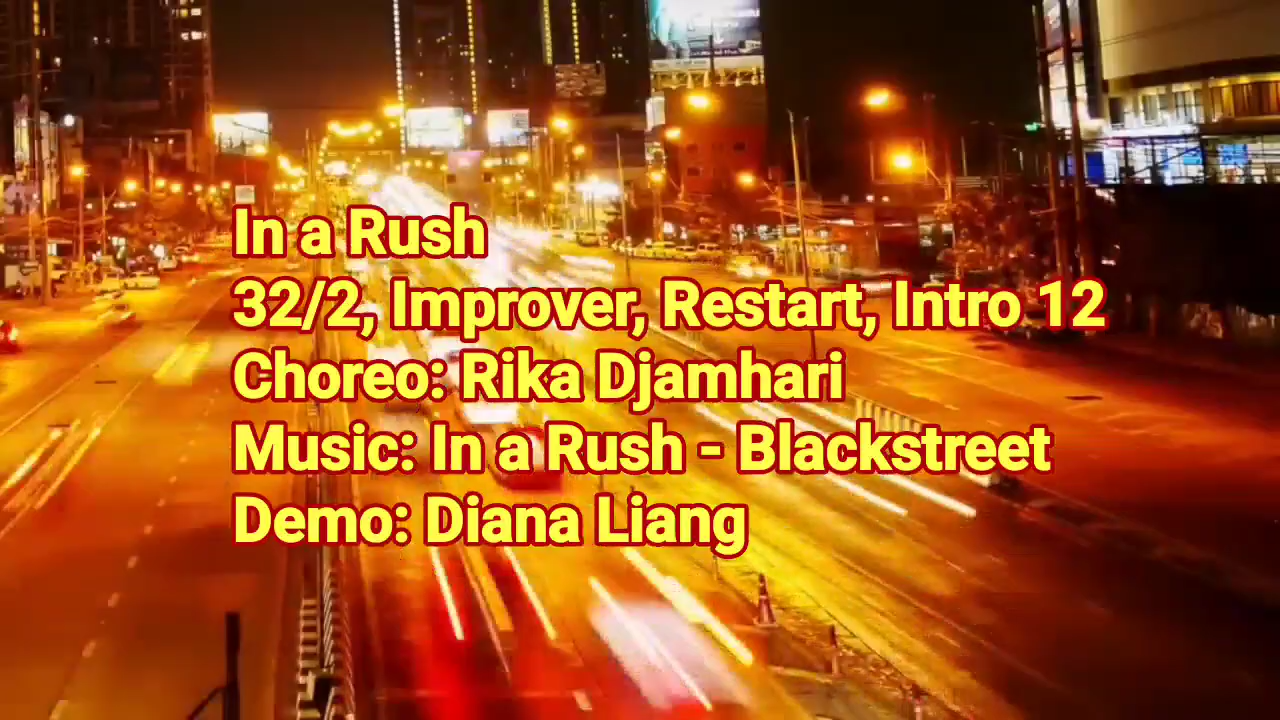 In a Rush
32/2, Improver, Restart, Intro 12
Choreo: Rika Djamhari
Music: In a Rush - Blackstreet
Demo: Diana Liang